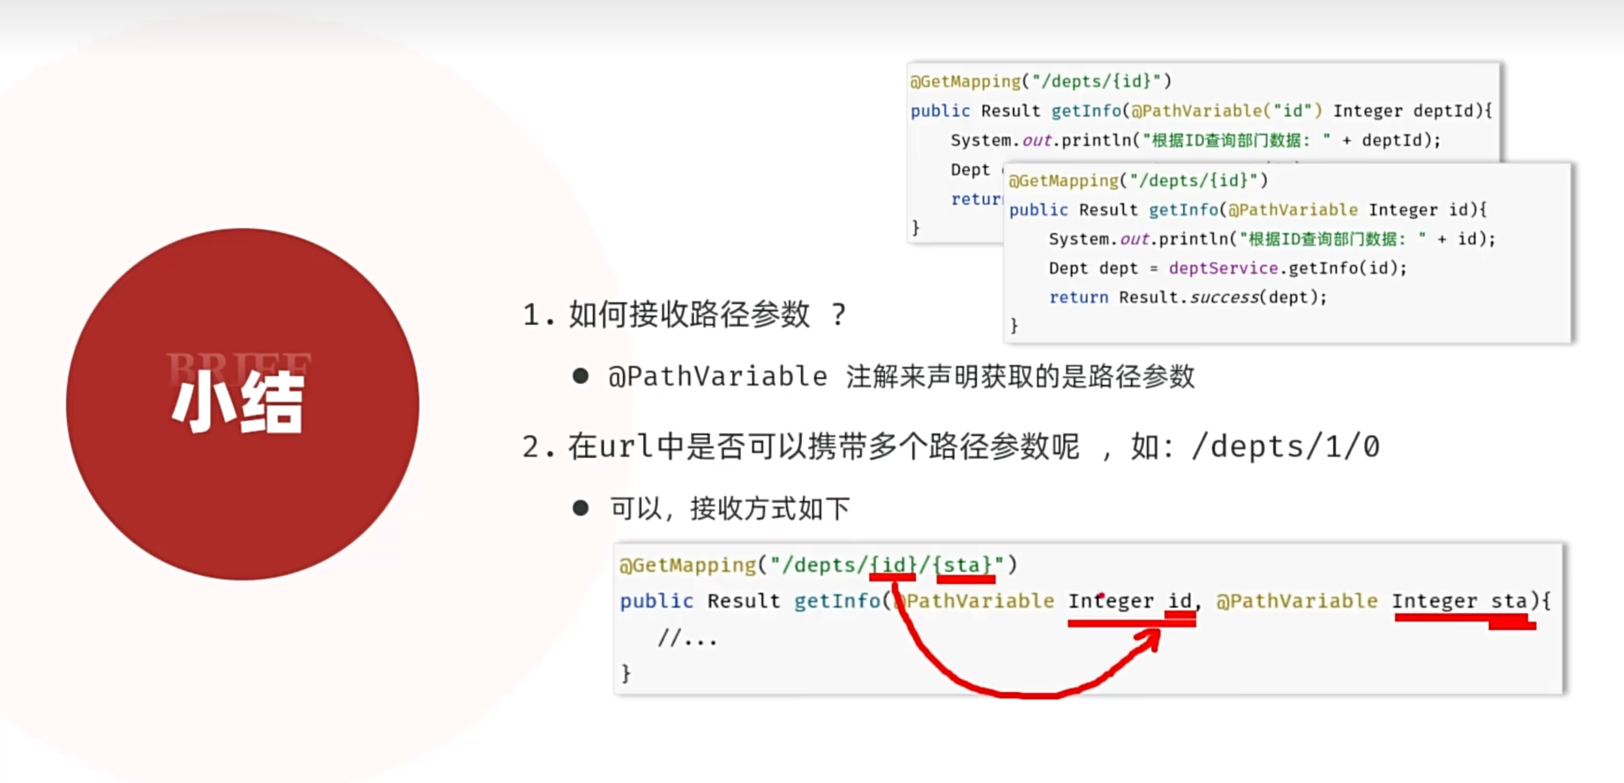 @GetMapping("/depts/{id}")
public Result getInfo(@PathVariable("id") Integer deptId){
System.out.println("根据ID查询部门数据: " + deptId);
Dept
return
}
@GetMapping("/depts/{id}")
public Result getInfo(@PathVariable Integer id){
System.out.println("根据ID查询部门数据: " + id);
Dept dept = deptService.getInfo(id);
return Result.success(dept);
}
BRIEF
小结
1. 如何接收路径参数 ？
● @PathVariable 注解来声明获取的是路径参数
2. 在url中是否可以携带多个路径参数呢 ，如：/depts/1/0
● 可以，接收方式如下
@GetMapping("/depts/{id}/{sta}")
public Result getInfo(@PathVariable Integer id, @PathVariable Integer sta){
//...
}